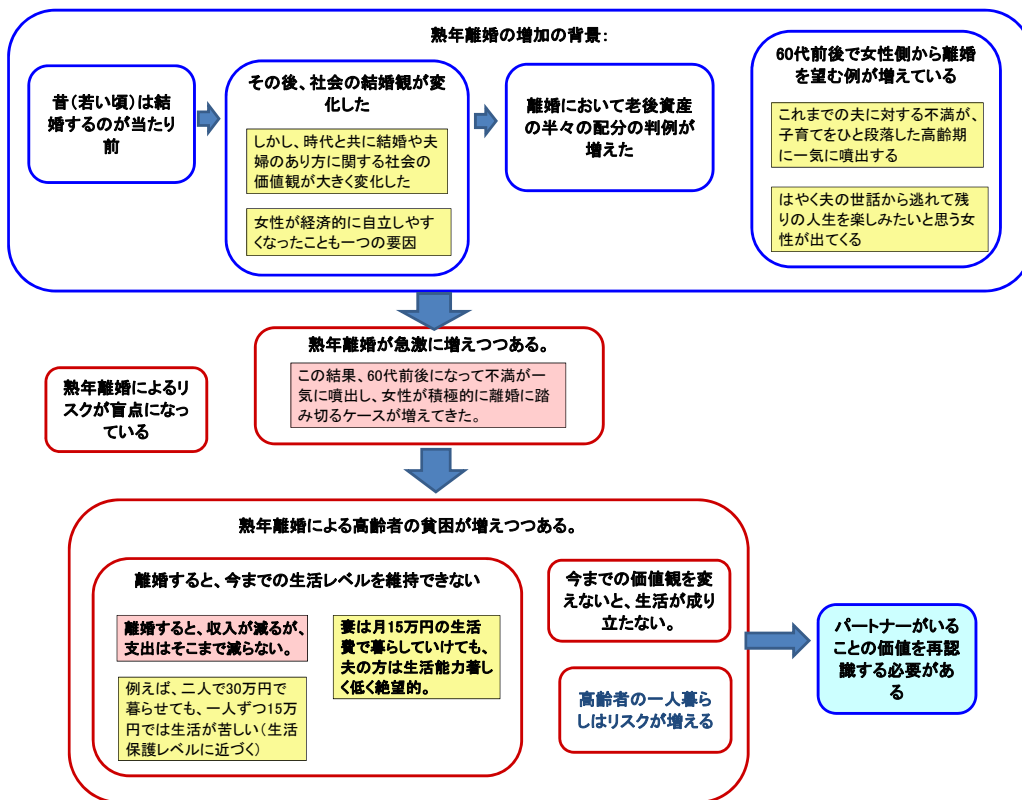 熟年離婚の増加の背景:
昔(若い頃)は結
婚するのが当たり
前
その後、社会の結婚観が変
化した
しかし、時代と共に結婚や夫
婦のあり方に関する社会の
価値観が大きく変化した
女性が経済的に自立しやす
くなったことも一つの要因
離婚において老後資産
の半々の配分の判例が
増えた
60代前後で女性側から離婚
を望む例が増えている
これまでの夫に対する不満が、
子育てをひと段落した高齢期
に一気に噴出する
はやく夫の世話から逃れて残
りの人生を楽しみたいと思う女
性が出てくる
熟年離婚が急激に増えつつある。
この結果、60代前後になって不満が一
気に噴出し、女性が積極的に離婚に踏
み切るケースが増えてきた。
熟年離婚によるリ
スクが盲点になっ
ている
熟年離婚による高齢者の貧困が増えつつある。
離婚すると、今までの生活レベルを維持できない
離婚すると、収入が減るが、
支出はそこまで減らない。
例えば、二人で30万円で
暮らせても、一人ずつ15万
円では生活が苦しい(生活
保護レベルに近づく)
妻は月15万円の生活
費で暮らしていけても、
夫の方は生活能力著し
く低く絶望的。
今までの価値観を変
えないと、生活が成り
立たない。
高齢者の一人暮ら
しはリスクが増える
パートナーがいる
ことの価値を再認
識する必要があ
る